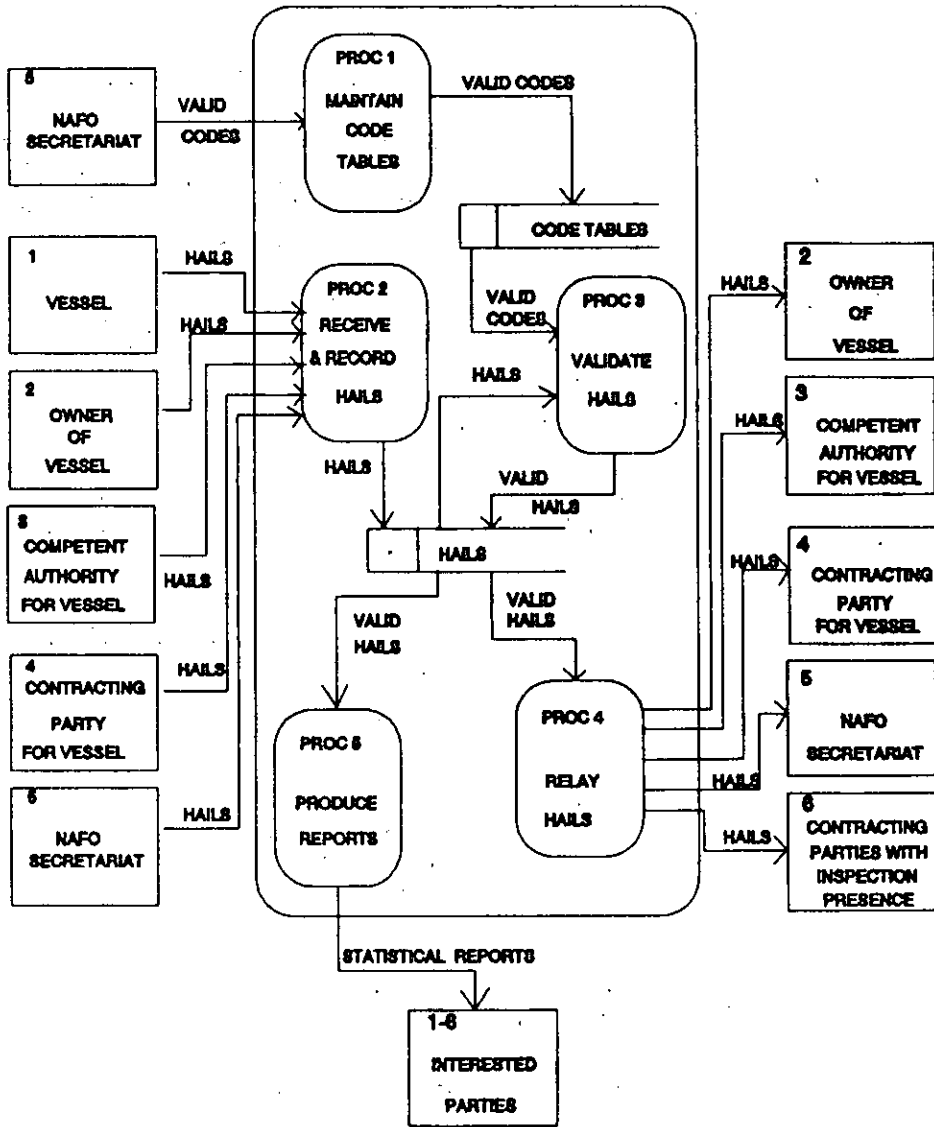 PROC 1
MAINTAIN
CODE
TABLES
VALID CODES
5
NAFO
SECRETARIAT
VALID
CODES
CODE TABLES
1
VESSEL
HAILS
PROC 2
RECEIVE
& RECORD
HAILS
VALID
CODES
PROC 3
VALIDATE
HAILS
HAILS
2
OWNER
OF
VESSEL
2
OWNER
OF
VESSEL
HAILS
HAILS
HAILS
3
COMPETENT
AUTHORITY
FOR VESSEL
HAILS
HAILS
VALID
HAILS
HAILS
3
COMPETENT
AUTHORITY
FOR VESSEL
HAILS
VALID
HAILS
VALID
HAILS
4
CONTRACTING
PARTY
FOR VESSEL
HAILS
4
CONTRACTING
PARTY
FOR VESSEL
HAILS
PROC 5
PRODUCE
REPORTS
PROC 4
RELAY
HAILS
5
NAFO
SECRETARIAT
HAILS
5
NAFO
SECRETARIAT
HAILS
6
CONTRACTING
PARTIES WITH
INSPECTION
PRESENCE
HAILS
STATISTICAL REPORTS
1-6
INTERESTED
PARTIES